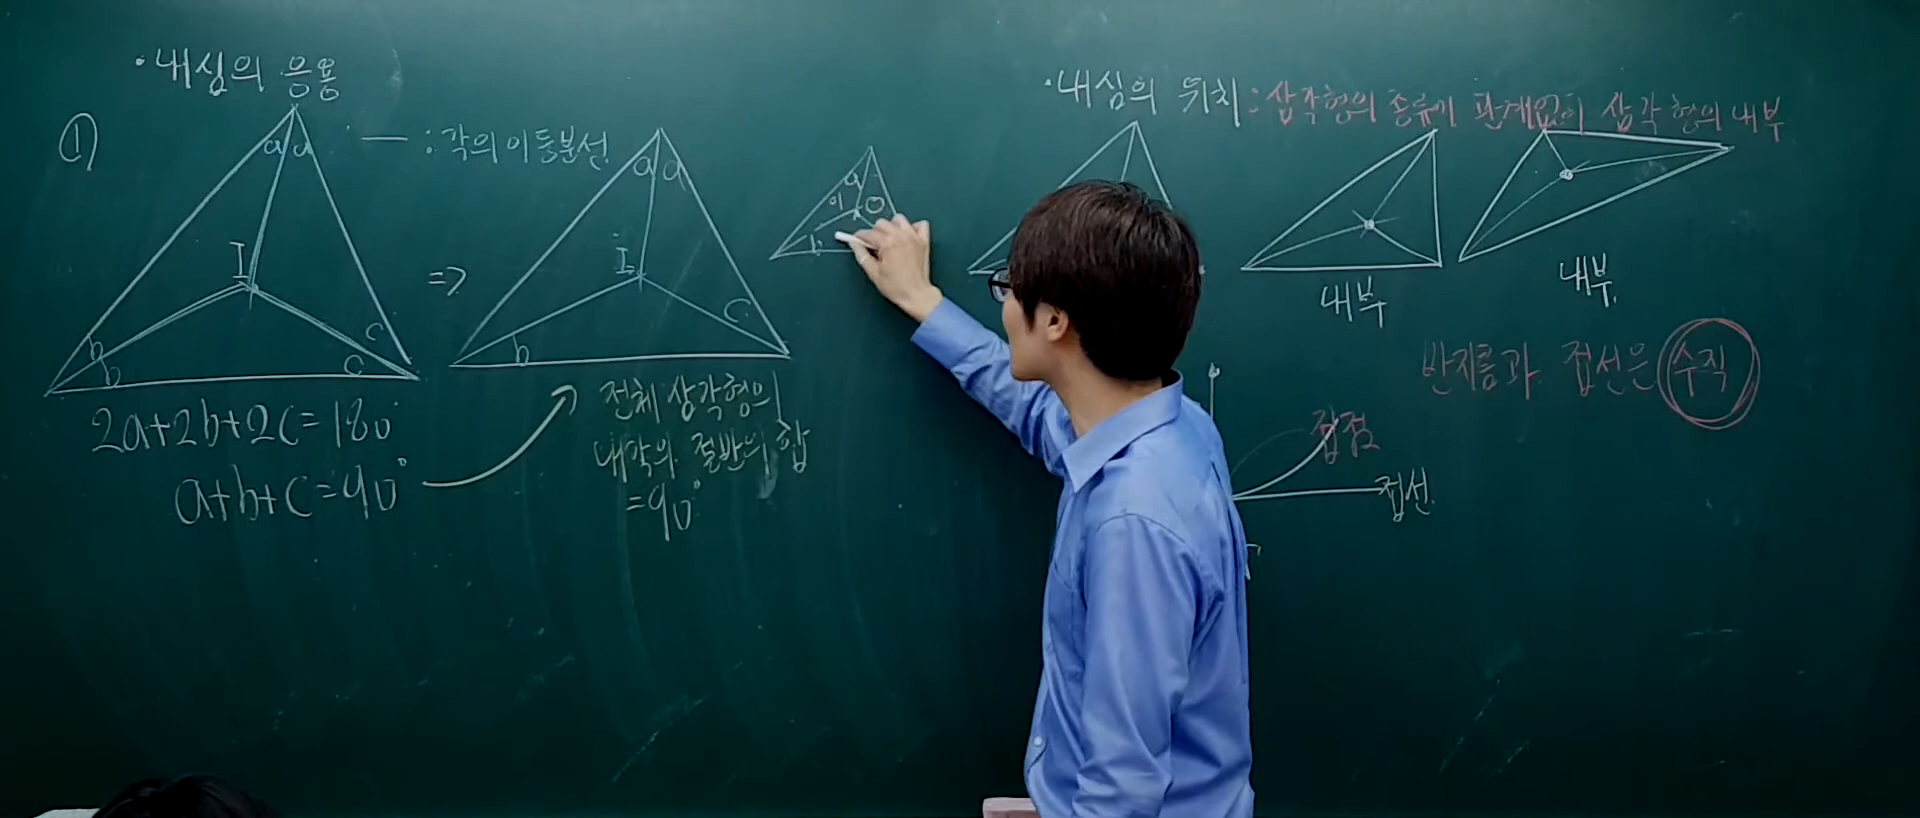 ·내심의 응용
①
a a
— : 각의 이등분선
I
b
b
c
c
2a+2b+2c=180°
a+b+c=90°
=>
a a
I
b
c
전체 삼각형의
내각의 절반의 합
=90°
a
b
·내심의 위치 : 삼각형의 종류에 관계없이 삼각형의 내부
내부
내부
반지름과 접선은 수직
접점
접선